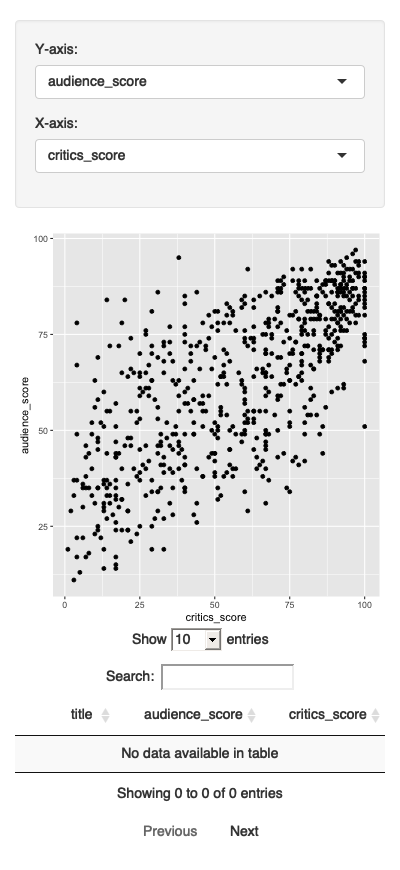 Y-axis:
audience_score
X-axis:
critics_score
100
75
50
25
audience_score
0 25 50 75 100
critics_score
Show 10 entries
Search:
title audience_score critics_score
No data available in table
Showing 0 to 0 of 0 entries
Previous Next